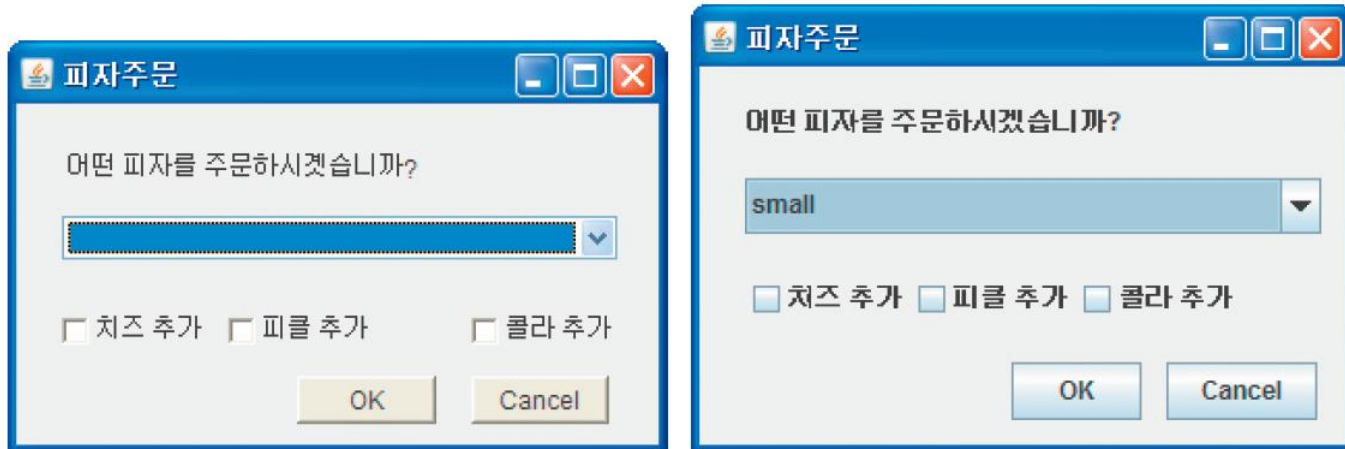 피자주문
어떤 피자를 주문하시겟습니까?
치즈 추가 피클 추가 콜라 추가
OK Cancel
피자주문
어떤 피자를 주문하시겠습니까?
small
치즈 추가 피클 추가 콜라 추가
OK Cancel